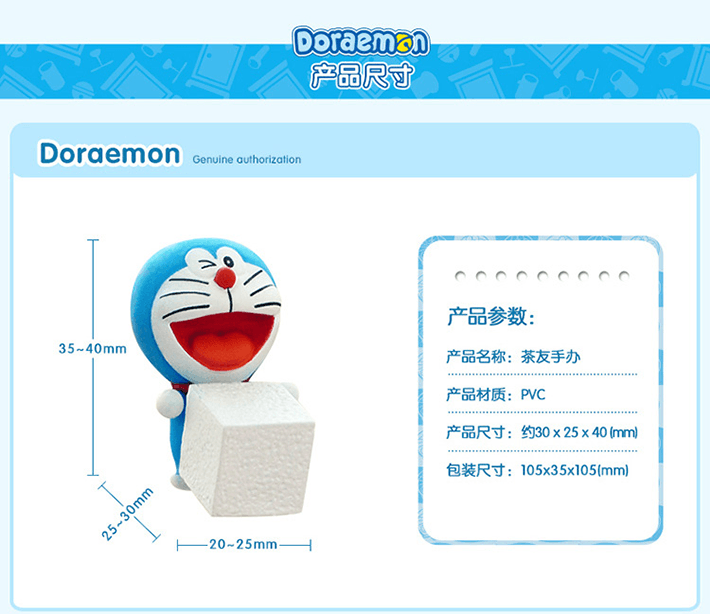 Doraemon
产品尺寸
Doraemon Genuine authorization
35~40mm
25~30mm
20~25mm
产品参数：
产品名称：茶友手办
产品材质：PVC
产品尺寸：约30 x 25 x 40 (mm)
包装尺寸：105x35x105(mm)